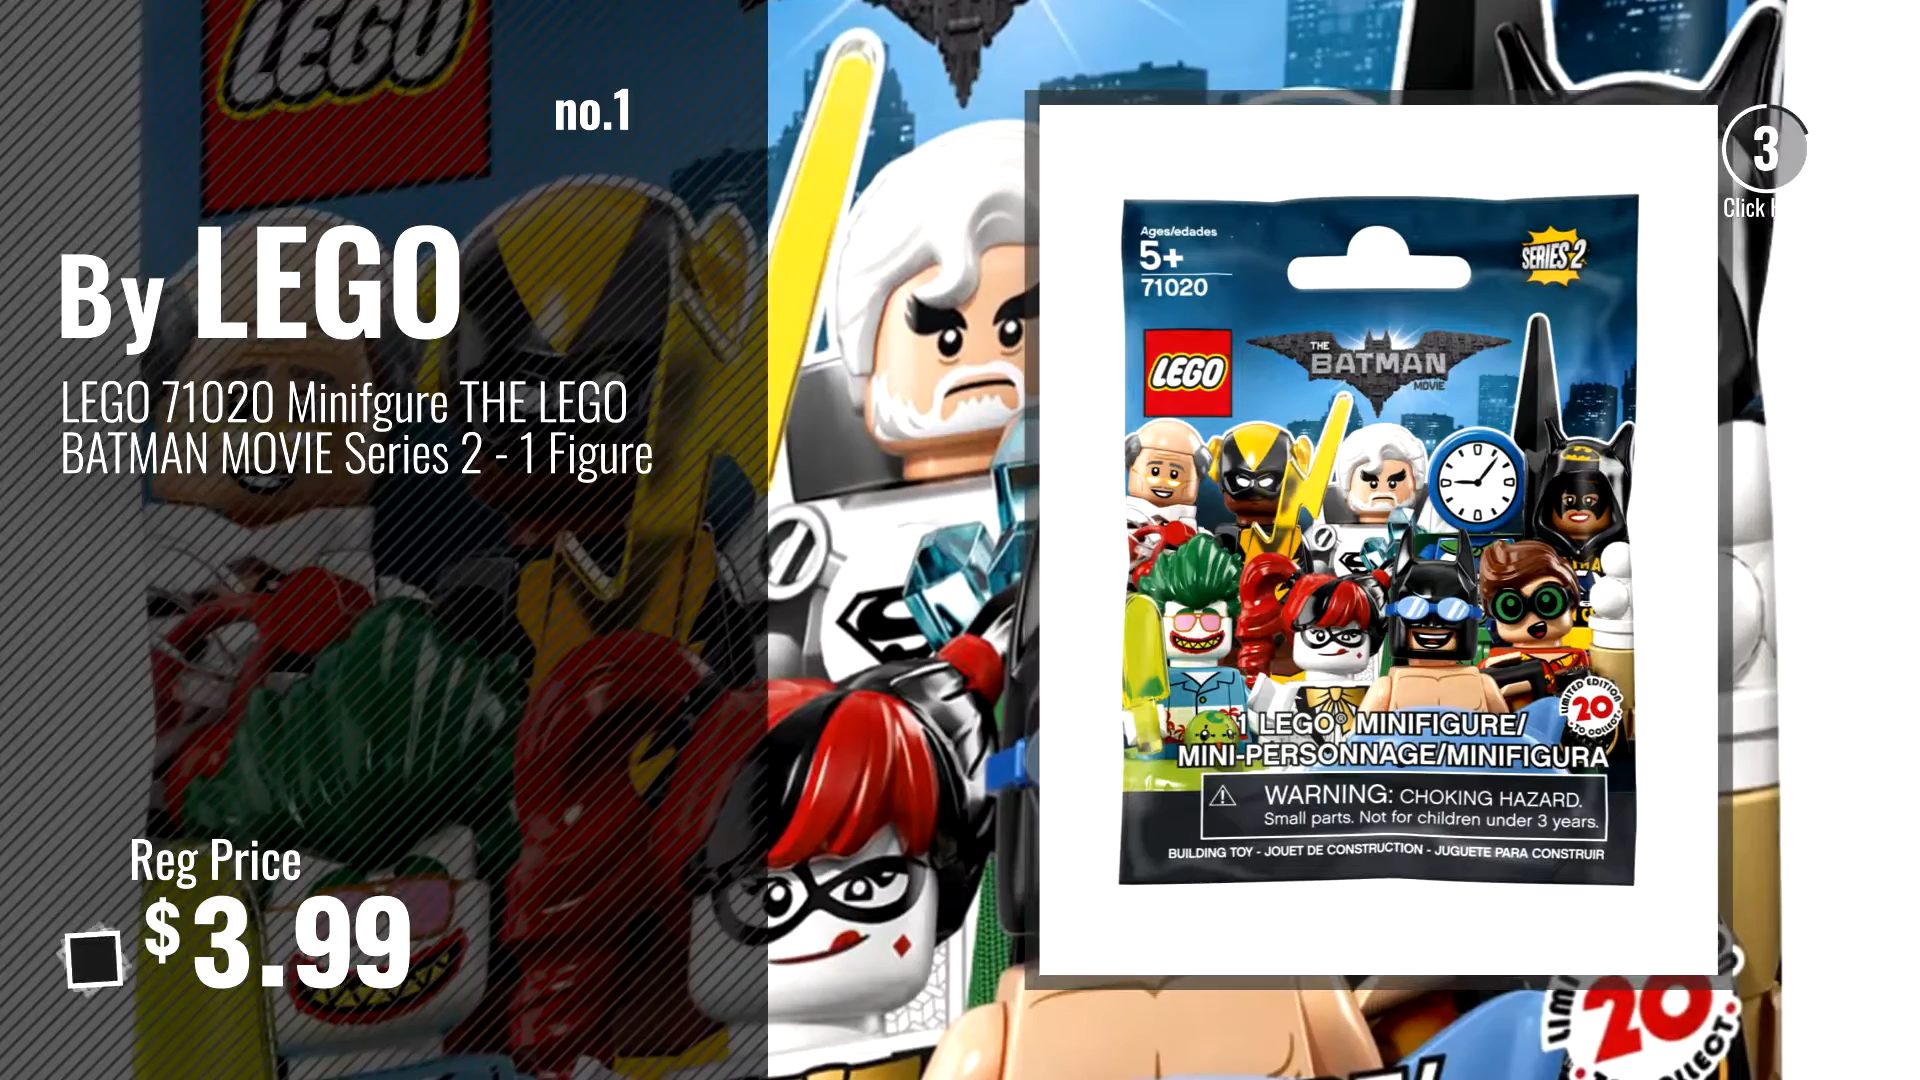 LEGO
no.1
By LEGO
LEGO 71020 Minifgure THE LEGO
BATMAN MOVIE Series 2 - 1 Figure
Reg Price
$3.99
3
Click
Ages/edades
5+
71020
SERIES 2
LEGO
THE
BATMAN
MOVIE
LIMITED EDITION
20
TO COLLECT
1 LEGO® MINIFIGURE/
MINI-PERSONNAGE/MINIFIGURA
WARNING: CHOKING HAZARD.
Small parts. Not for children under 3 years.
BUILDING TOY - JOUET DE CONSTRUCTION - JUGUETE PARA CONSTRUIR
20